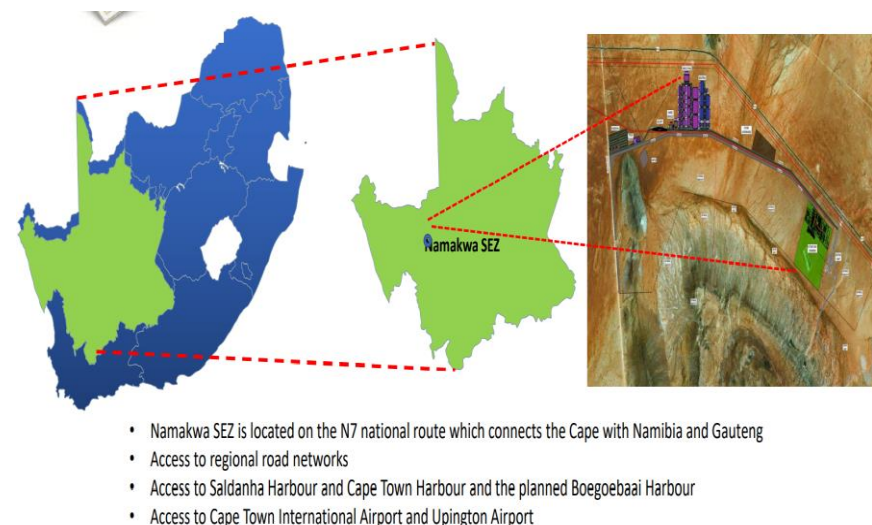 Namakwa SEZ
• Namakwa SEZ is located on the N7 national route which connects the Cape with Namibia and Gauteng
• Access to regional road networks
• Access to Saldanha Harbour and Cape Town Harbour and the planned Boegoebaai Harbour
• Access to Cape Town International Airport and Upington Airport